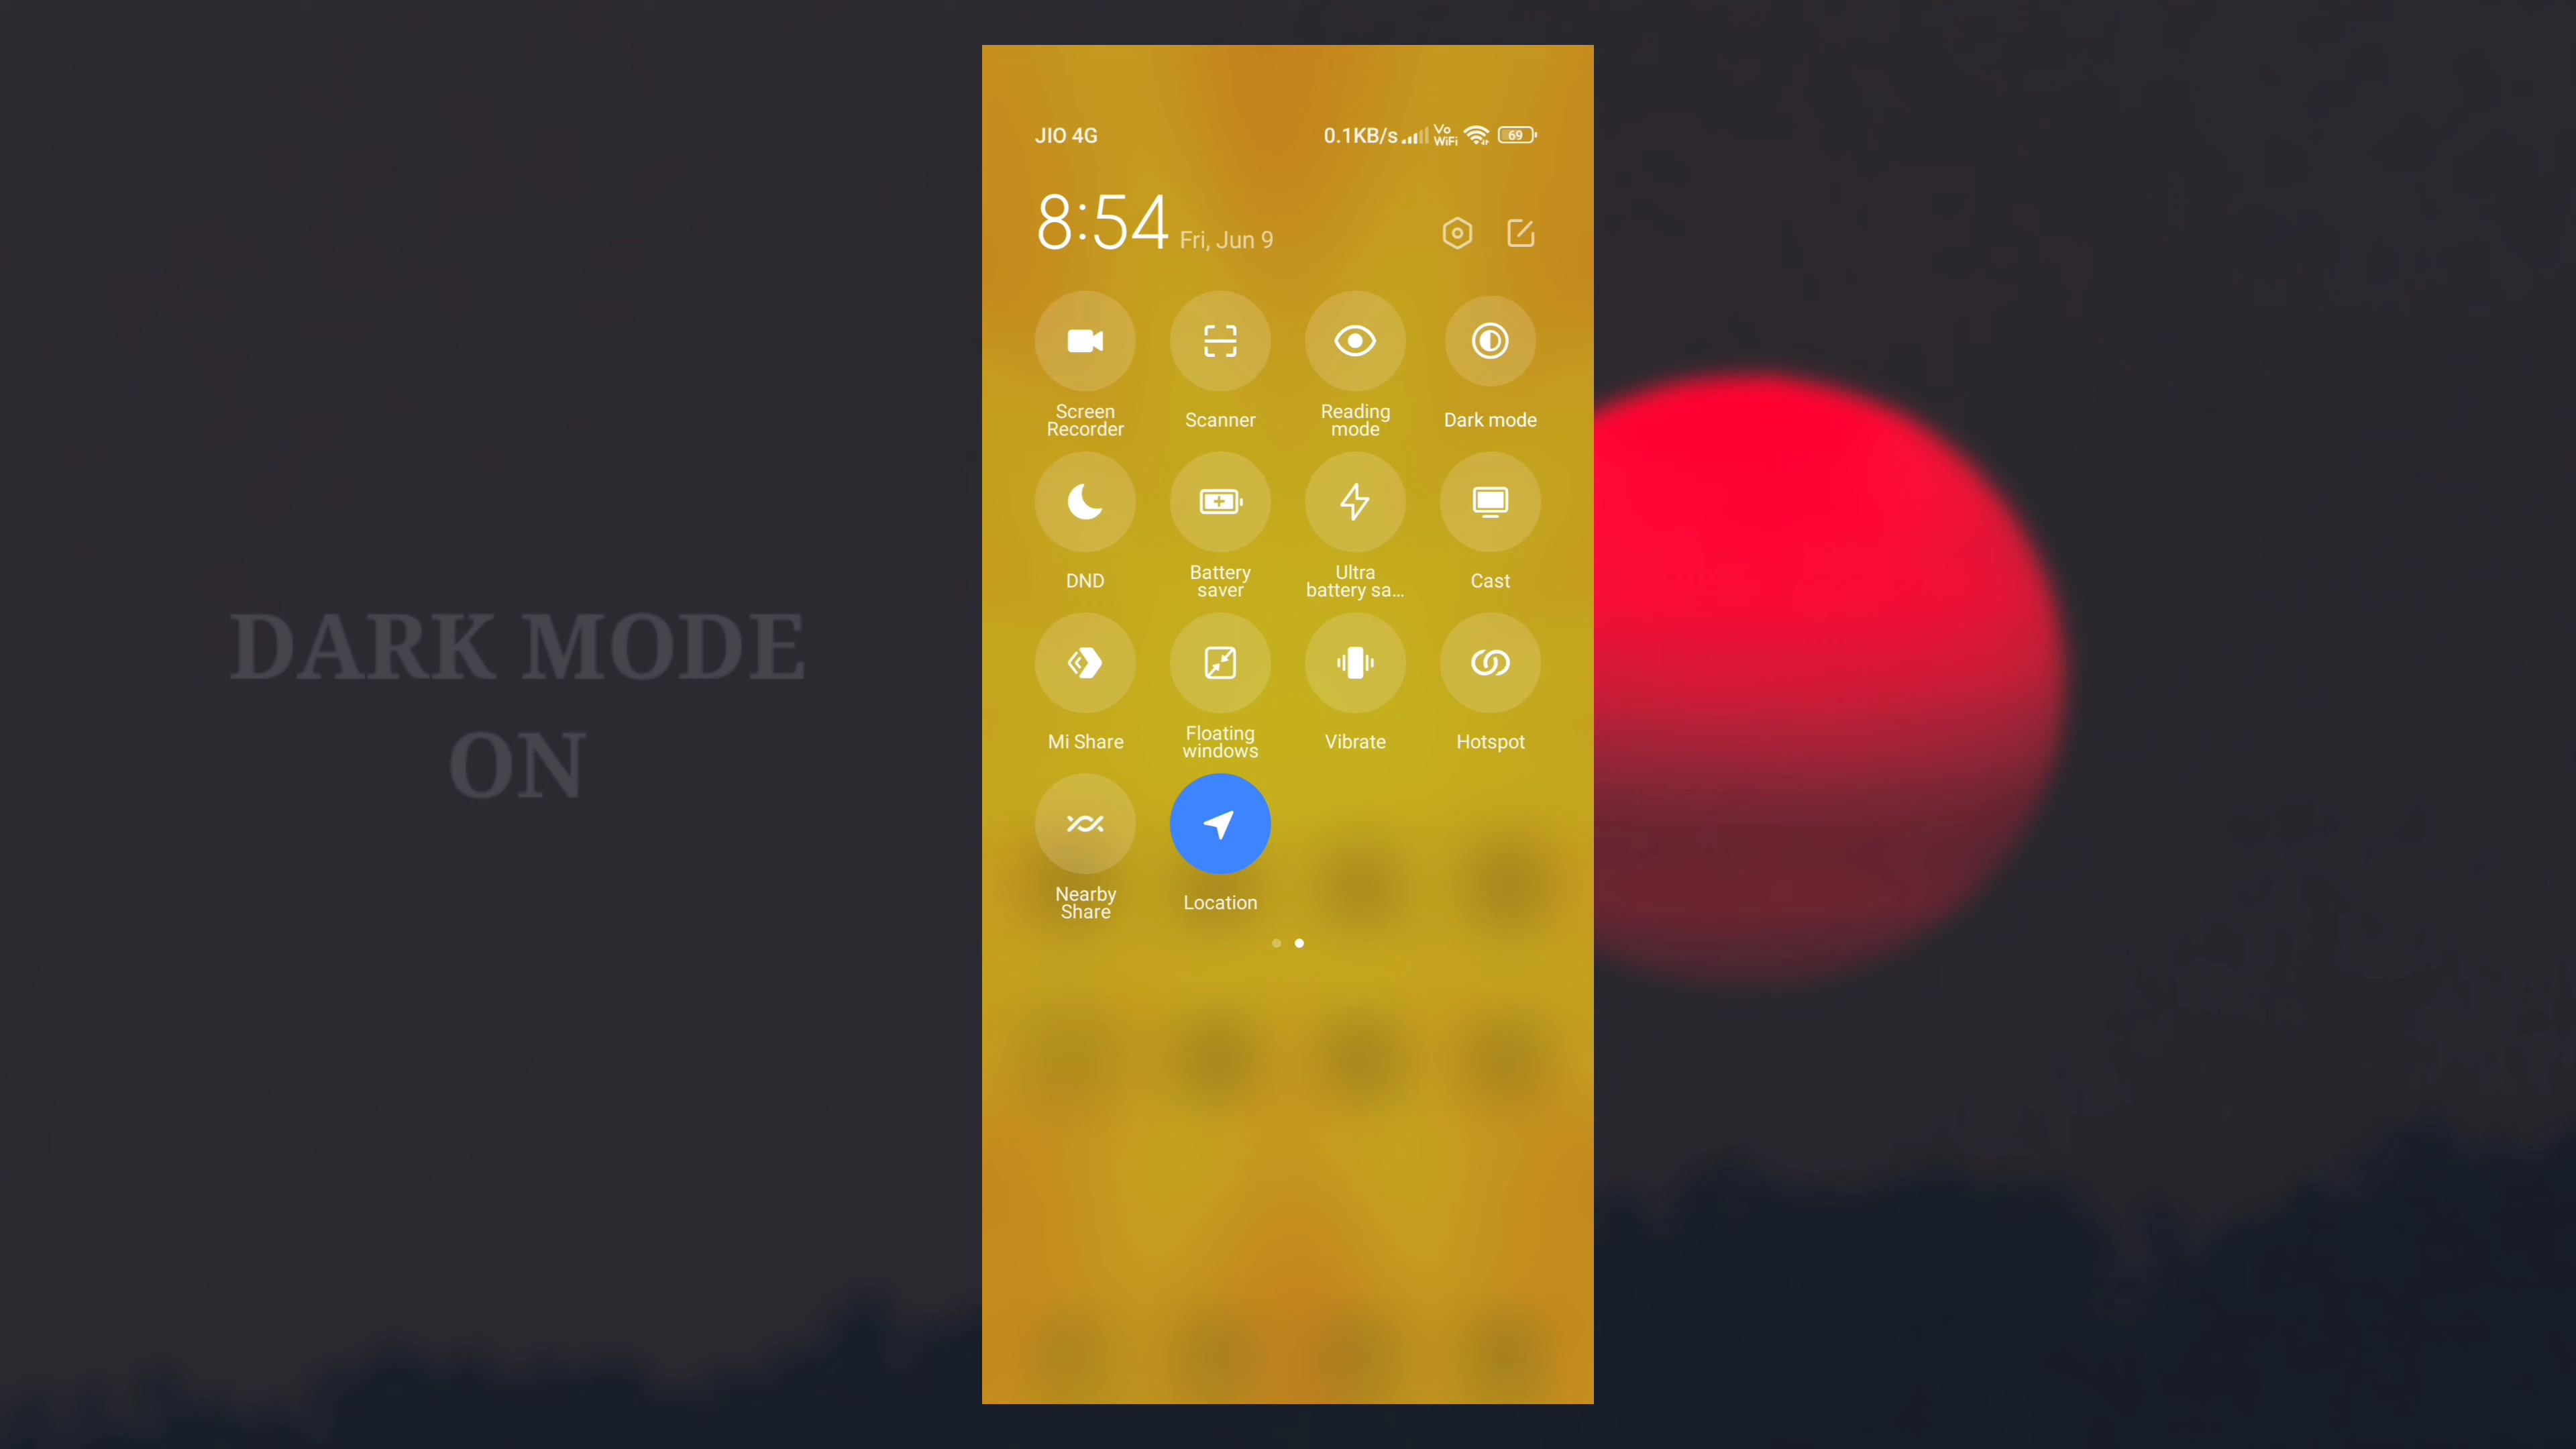 JIO 4G 0.1KB/s Vo WiFi 69
8:54 Fri, Jun 9
Screen Recorder
Scanner
Reading mode
Dark mode
DND
Battery saver
Ultra battery sa...
Cast
Mi Share
Floating windows
Vibrate
Hotspot
Nearby Share
Location
DARK MODE
ON